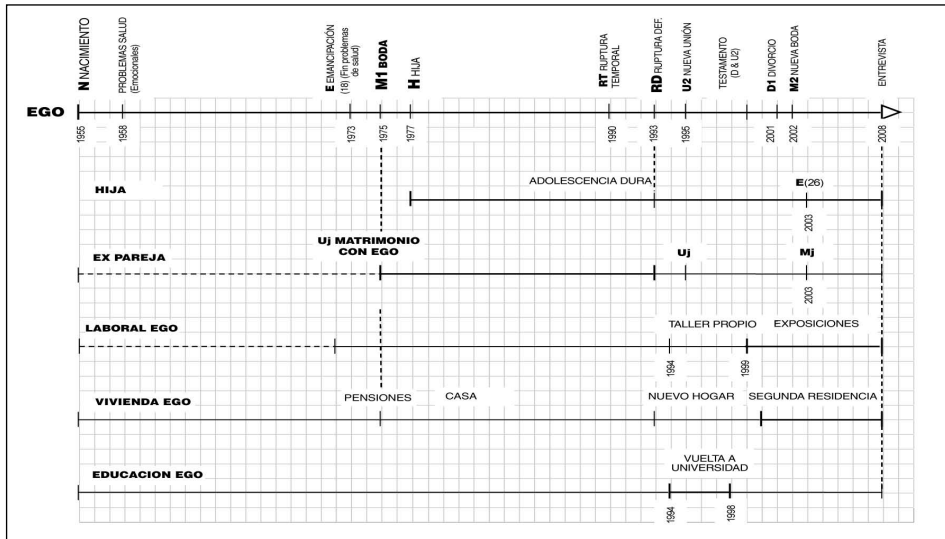 N NACIMIENTO
PROBLEMAS SALUD
(Emocionales)
E EMANCIPACIÓN
(18) (Fin problemas
de salud)
M1 BODA
H HIJA
RT RUPTURA
TEMPORAL
RD RUPTURA DEF.
U2 NUEVA UNIÓN
TESTAMENTO
(D & U2)
D1 DIVORCIO
M2 NUEVA BODA
ENTREVISTA
EGO
1955
1958
1973
1975
1977
1990
1993
1995
2001
2002
2008
ADOLESCENCIA DURA
E(26)
HIJA
2003
Uj MATRIMONIO
CON EGO
Uj
Mj
EX PAREJA
2003
TALLER PROPIO
EXPOSICIONES
LABORAL EGO
1994
1999
PENSIONES
CASA
NUEVO HOGAR
SEGUNDA RESIDENCIA
VIVIENDA EGO
VUELTA A
UNIVERSIDAD
EDUCACION EGO
1994
1998